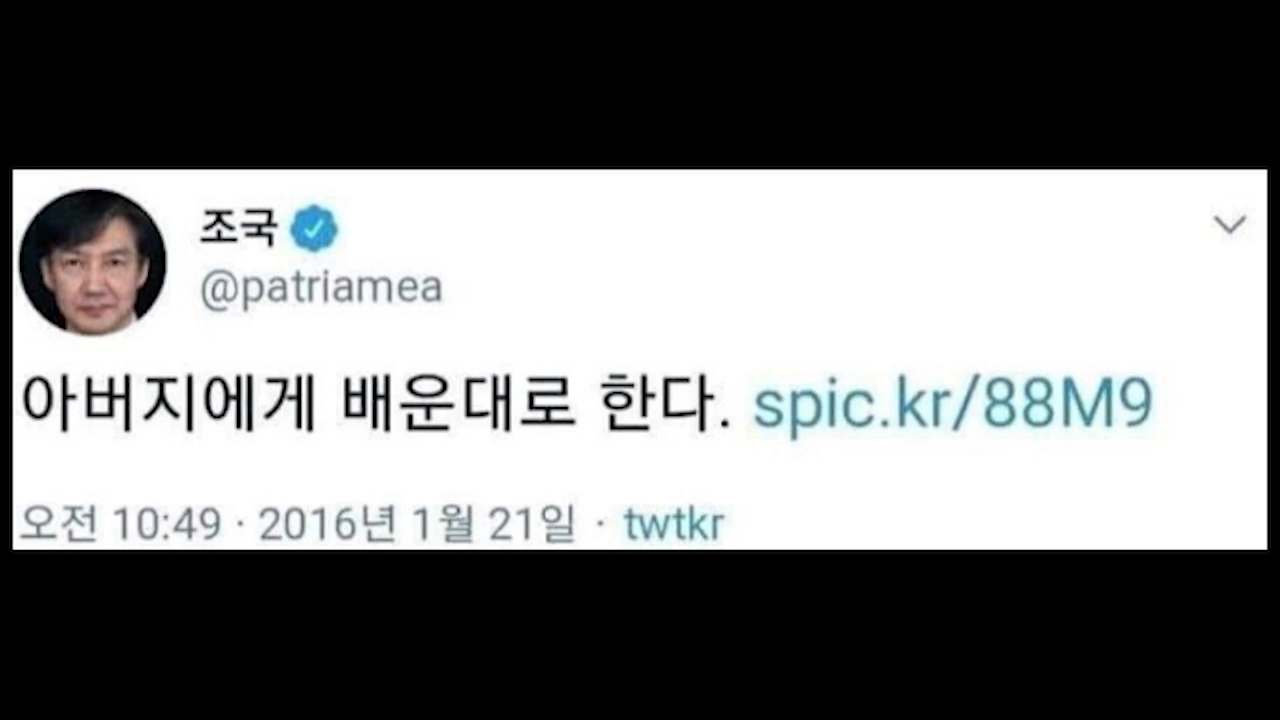 조국
@patriamea
아버지에게 배운대로 한다. spic.kr/88M9
오전 10:49 · 2016년 1월 21일 · twtkr